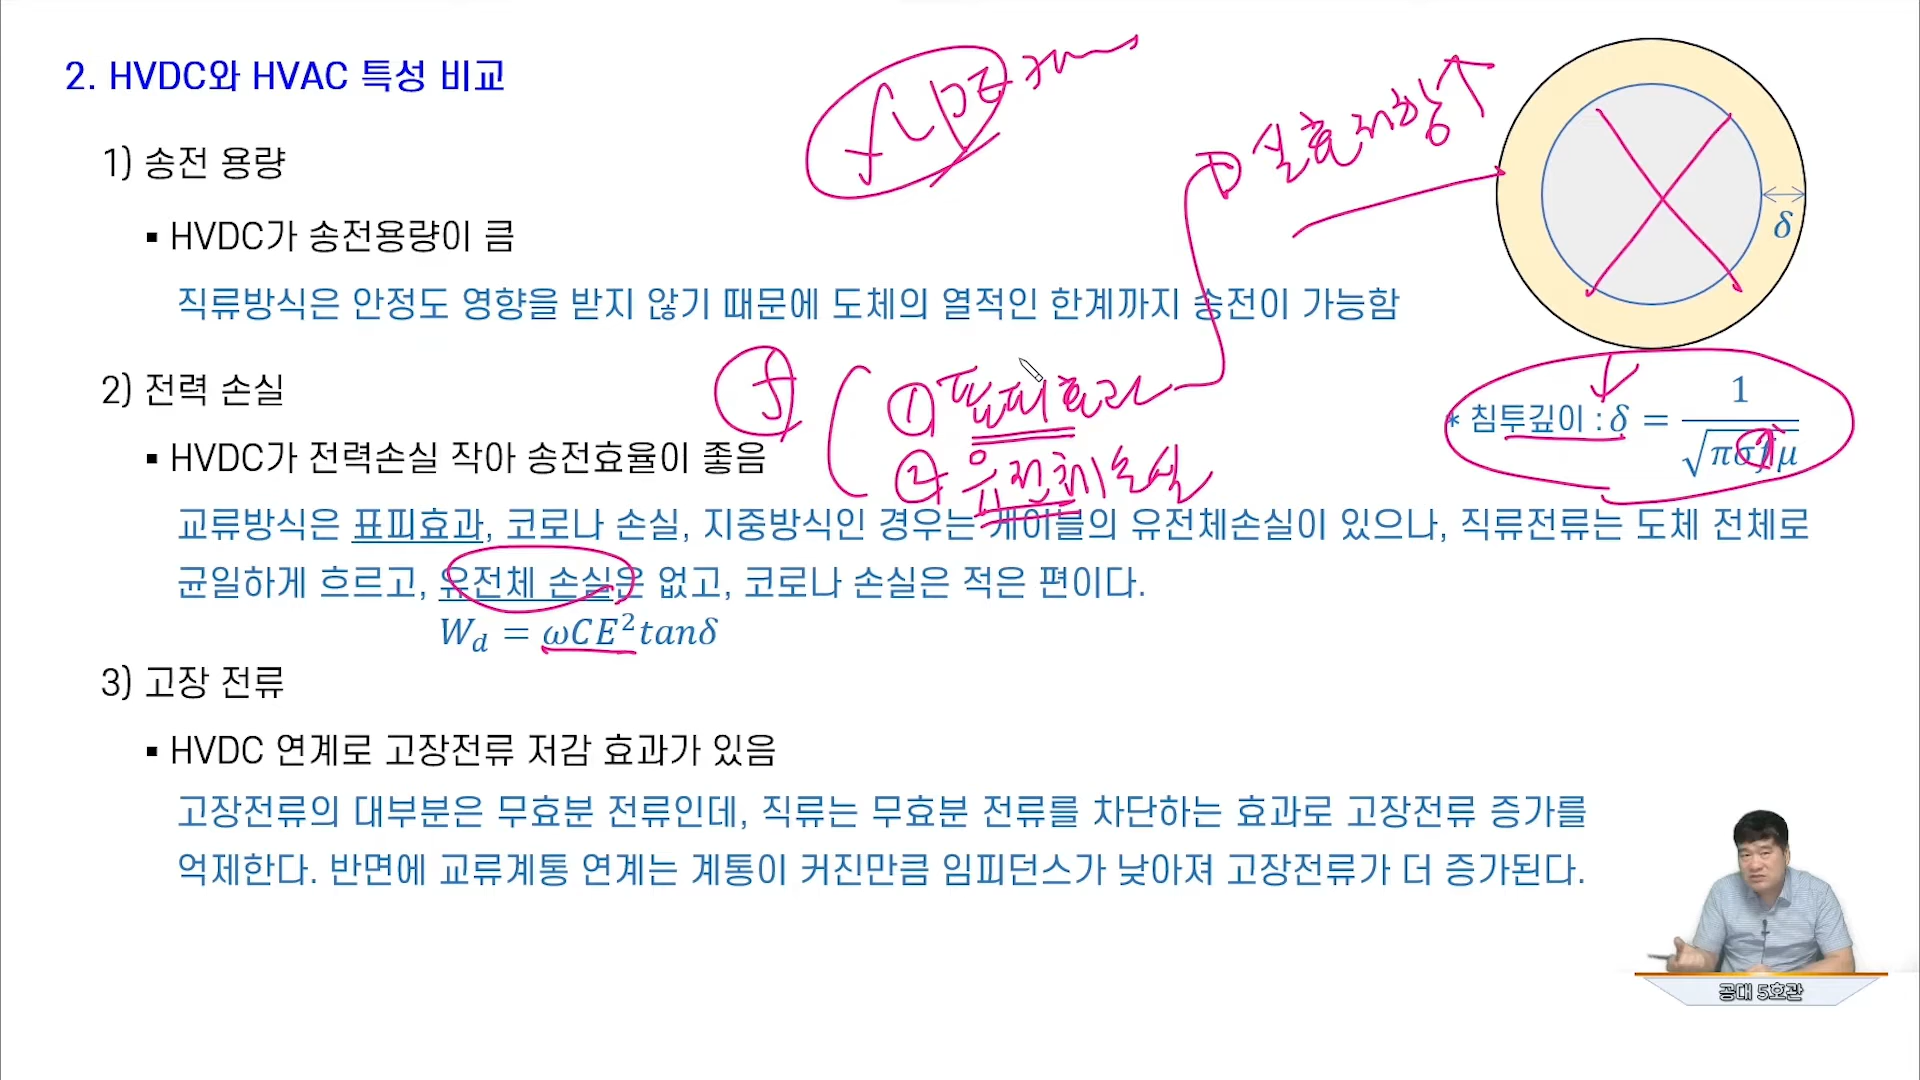 2. HVDC와 HVAC 특성 비교
1) 송전 용량
▪ HVDC가 송전용량이 큼
직류방식은 안정도 영향을 받지 않기 때문에 도체의 열적인 한계까지 송전이 가능함
실효저항↑
δ
2) 전력 손실
f ① 표피효과
② 유전체손실
* 침투깊이 : δ = 1/√πσfμ
▪ HVDC가 전력손실 작아 송전효율이 좋음
교류방식은 표피효과, 코로나 손실, 지중방식인 경우는 케이블의 유전체손실이 있으나, 직류전류는 도체 전체로
균일하게 흐르고, 유전체 손실은 없고, 코로나 손실은 적은 편이다.
W_d = ωCE²tanδ
3) 고장 전류
▪ HVDC 연계로 고장전류 저감 효과가 있음
고장전류의 대부분은 무효분 전류인데, 직류는 무효분 전류를 차단하는 효과로 고장전류 증가를
억제한다. 반면에 교류계통 연계는 계통이 커진만큼 임피던스가 낮아져 고장전류가 더 증가된다.
공대 5호관